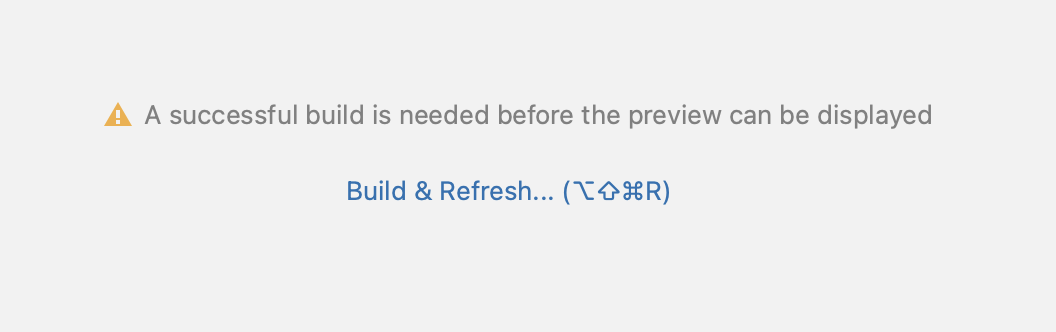 A successful build is needed before the preview can be displayed
Build & Refresh... (⌥⇧⌘R)